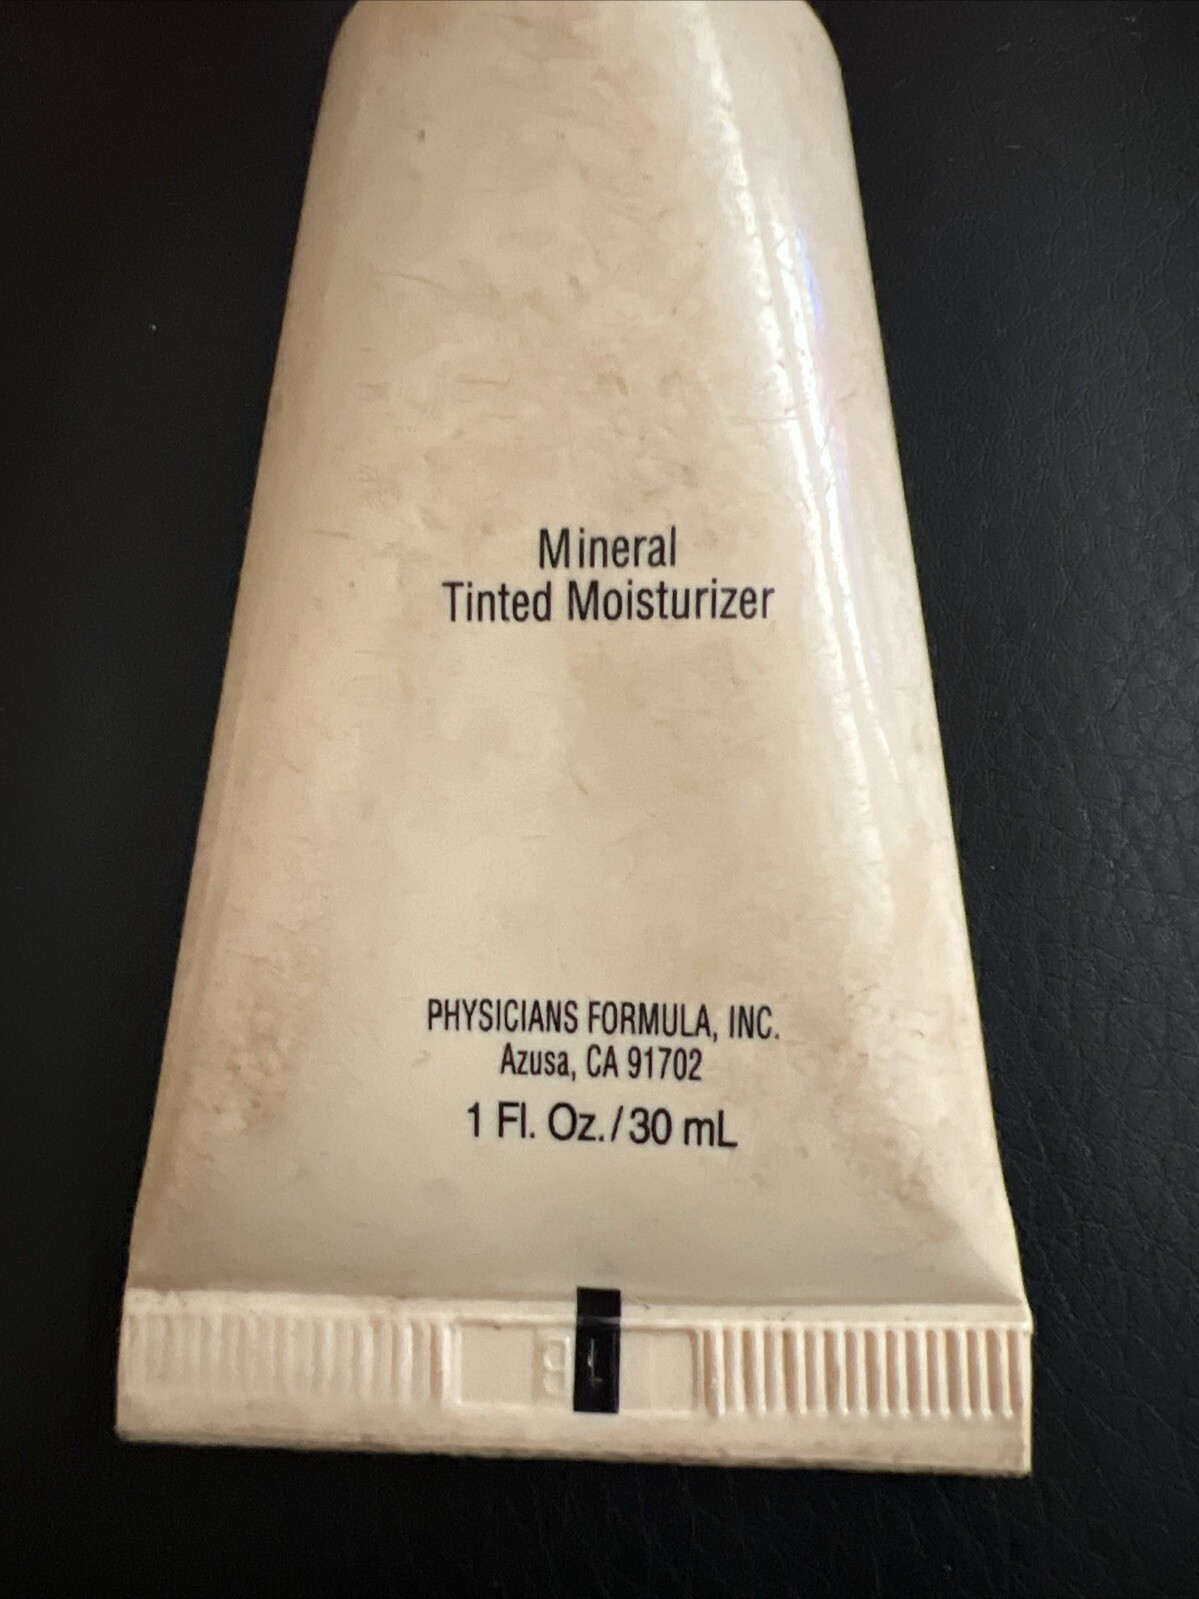 Mineral
Tinted Moisturizer
PHYSICIANS FORMULA, INC.
Azusa, CA 91702
1 Fl. Oz./30 mL